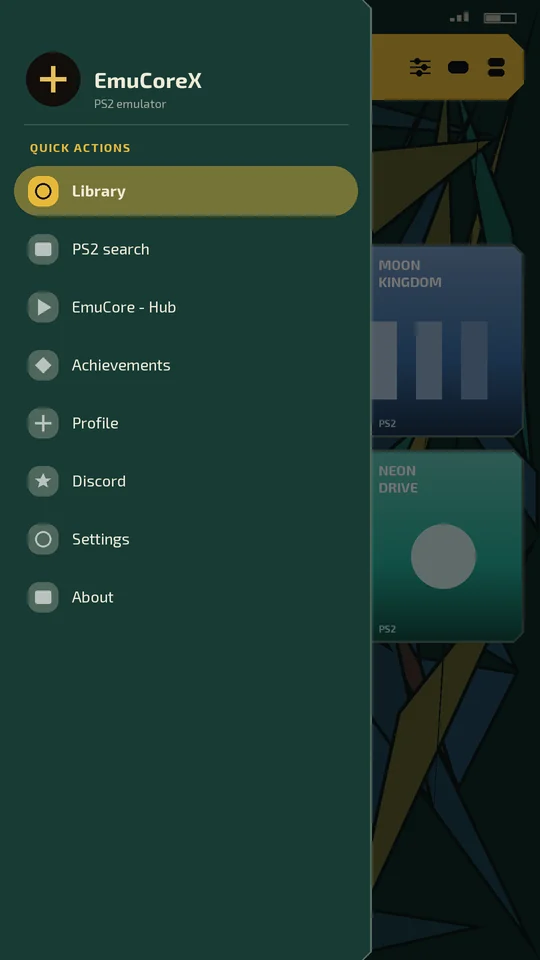 EmuCoreX
PS2 emulator
QUICK ACTIONS
Library
PS2 search
EmuCore - Hub
Achievements
Profile
Discord
Settings
About
MOON
KINGDOM
PS2
NEON
DRIVE
PS2